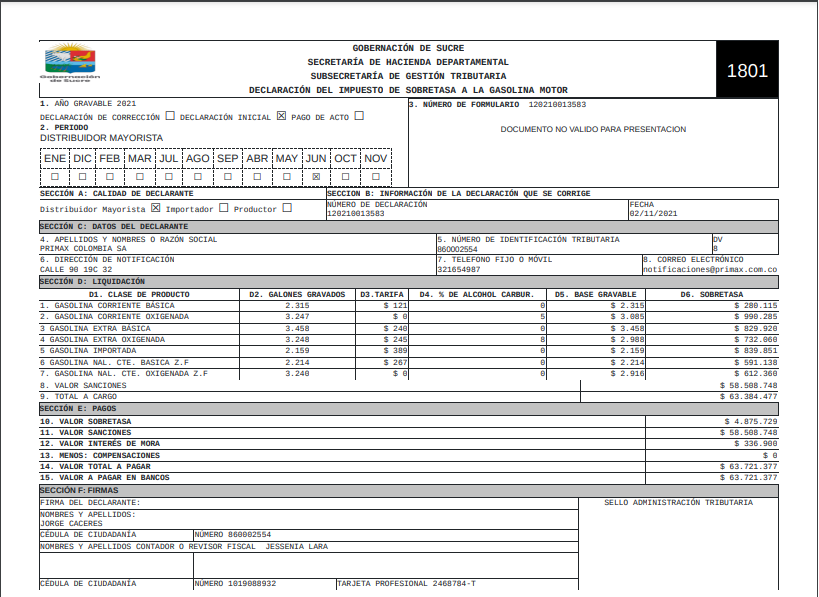 GOBERNACIÓN DE SUCRE
SECRETARÍA DE HACIENDA DEPARTAMENTAL
SUBSECRETARÍA DE GESTIÓN TRIBUTARIA
DECLARACIÓN DEL IMPUESTO DE SOBRETASA A LA GASOLINA MOTOR
1801
Gobernación de Sucre
1. AÑO GRAVABLE 2021
DECLARACIÓN DE CORRECCIÓN ☐ DECLARACIÓN INICIAL ☒ PAGO DE ACTO ☐
2. PERIODO
DISTRIBUIDOR MAYORISTA
ENE DIC FEB MAR JUL AGO SEP ABR MAY JUN OCT NOV
☐ ☐ ☐ ☐ ☐ ☐ ☐ ☐ ☐ ☒ ☐ ☐
3. NÚMERO DE FORMULARIO 120210013583
DOCUMENTO NO VALIDO PARA PRESENTACION
SECCIÓN A: CALIDAD DE DECLARANTE
Distribuidor Mayorista ☒ Importador ☐ Productor ☐
SECCION B: INFORMACIÓN DE LA DECLARACIÓN QUE SE CORRIGE
NÚMERO DE DECLARACIÓN
120210013583
FECHA
02/11/2021
SECCIÓN C: DATOS DEL DECLARANTE
4. APELLIDOS Y NOMBRES O RAZÓN SOCIAL
PRIMAX COLOMBIA SA
5. NÚMERO DE IDENTIFICACIÓN TRIBUTARIA
860002554
DV
8
6. DIRECCIÓN DE NOTIFICACIÓN
CALLE 90 19C 32
7. TELEFONO FIJO O MÓVIL
321654987
8. CORREO ELECTRÓNICO
notificaciones@primax.com.co
SECCIÓN D: LIQUIDACIÓN
D1. CLASE DE PRODUCTO D2. GALONES GRAVADOS D3.TARIFA D4. % DE ALCOHOL CARBUR. D5. BASE GRAVABLE D6. SOBRETASA
1. GASOLINA CORRIENTE BASICA 2.315 $ 121 0 $ 2.315 $ 280.115
2. GASOLINA CORRIENTE OXIGENADA 3.247 $ 0 5 $ 3.085 $ 990.285
3 GASOLINA EXTRA BÁSICA 3.458 $ 240 0 $ 3.458 $ 829.920
4 GASOLINA EXTRA OXIGENADA 3.248 $ 245 8 $ 2.988 $ 732.060
5 GASOLINA IMPORTADA 2.159 $ 389 0 $ 2.159 $ 839.851
6 GASOLINA NAL. CTE. BASICA Z.F 2.214 $ 267 0 $ 2.214 $ 591.138
7. GASOLINA NAL. CTE. OXIGENADA Z.F 3.240 $ 0 0 $ 2.916 $ 612.360
8. VALOR SANCIONES $ 58.508.748
9. TOTAL A CARGO $ 63.384.477
SECCIÓN E: PAGOS
10. VALOR SOBRETASA $ 4.875.729
11. VALOR SANCIONES $ 58.508.748
12. VALOR INTERÉS DE MORA $ 336.900
13. MENOS: COMPENSACIONES $ 0
14. VALOR TOTAL A PAGAR $ 63.721.377
15. VALOR A PAGAR EN BANCOS $ 63.721.377
SECCIÓN F: FIRMAS
FIRMA DEL DECLARANTE:
SELLO ADMINISTRACIÓN TRIBUTARIA
NOMBRES Y APELLIDOS:
JORGE CACERES
CÉDULA DE CIUDADANÍA NÚMERO 860002554
NOMBRES Y APELLIDOS CONTADOR O REVISOR FISCAL JESSENIA LARA
CÉDULA DE CIUDADANÍA NÚMERO 1019088932 TARJETA PROFESIONAL 2468784-T